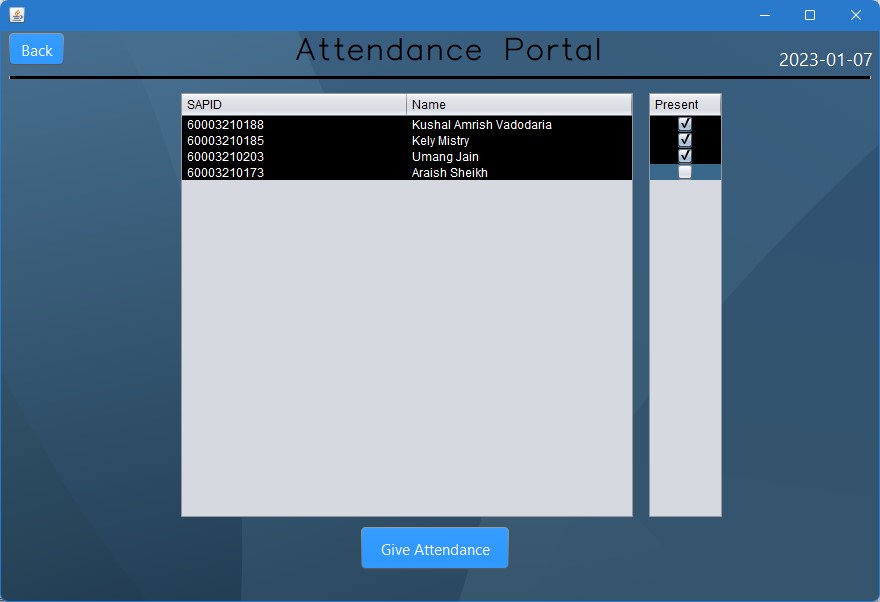 Back
Attendance Portal
2023-01-07
SAPID Name Present
60003210188 Kushal Amrish Vadodaria
60003210185 Kely Mistry
60003210203 Umang Jain
60003210173 Araish Sheikh
Give Attendance